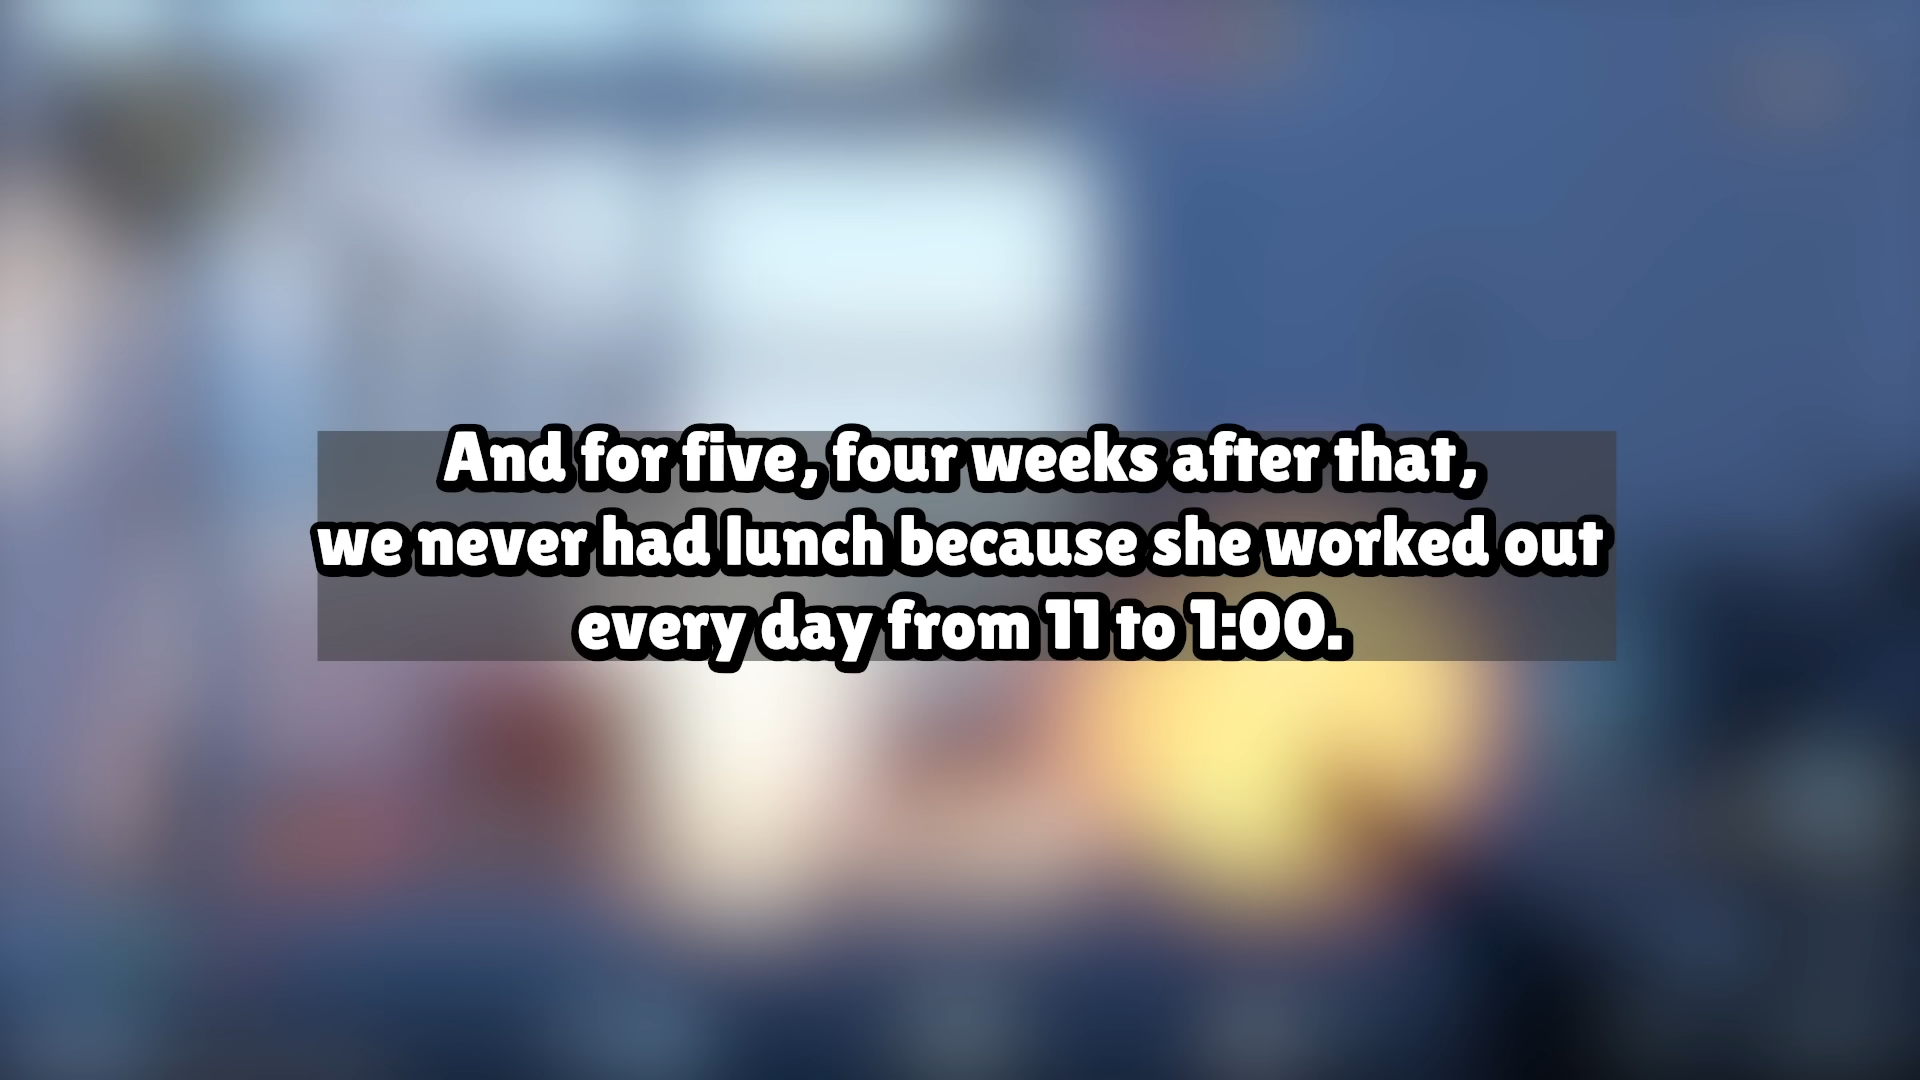 And for five, four weeks after that,
we never had lunch because she worked out
every day from 11 to 1:00.